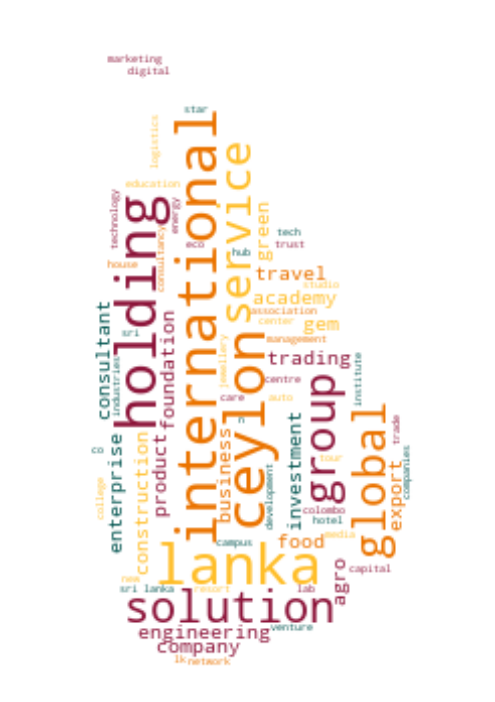 marketing
digital
star
international
logistics
service
education
technology
holding
energy
consultancy
green
tech
eco
hub
trust
house
travel
studio
academy
association
consultant
sri
foundation
center
gem
management
industries
jewellery
ceylon
trading
institute
centre
care
auto
group
global
trade
n
investment
business
co
enterprise
construction
product
college
development
tour
export
companies
colombo
hotel
media
food
campus
lanka
capital
agro
new
sri lanka
resort
lab
solution
engineering
venture
company
lk
network